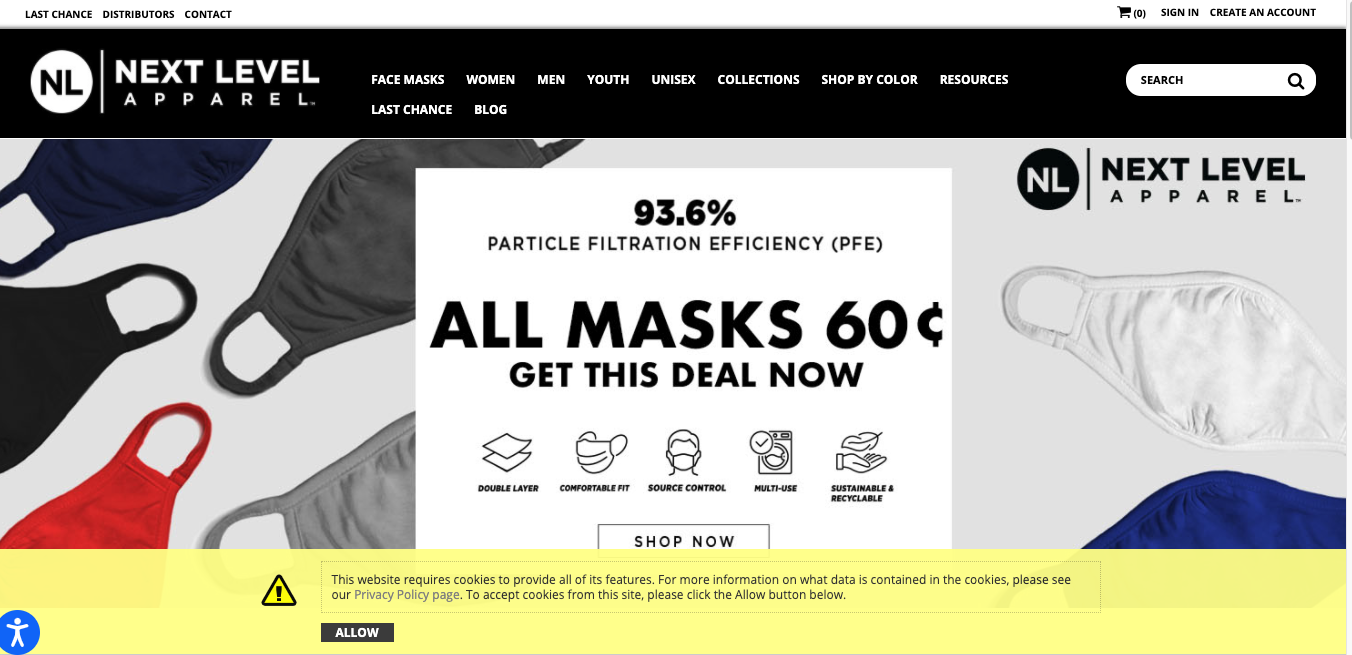 LAST CHANCE DISTRIBUTORS CONTACT
(0) SIGN IN CREATE AN ACCOUNT
NL NEXT LEVEL
APPAREL™
FACE MASKS WOMEN MEN YOUTH UNISEX COLLECTIONS SHOP BY COLOR RESOURCES
LAST CHANCE BLOG
SEARCH
NL NEXT LEVEL
APPAREL™
93.6%
PARTICLE FILTRATION EFFICIENCY (PFE)
ALL MASKS 60¢
GET THIS DEAL NOW
DOUBLE LAYER COMFORTABLE FIT SOURCE CONTROL MULTI-USE SUSTAINABLE &
RECYCLABLE
SHOP NOW
This website requires cookies to provide all of its features. For more information on what data is contained in the cookies, please see
our Privacy Policy page. To accept cookies from this site, please click the Allow button below.
ALLOW